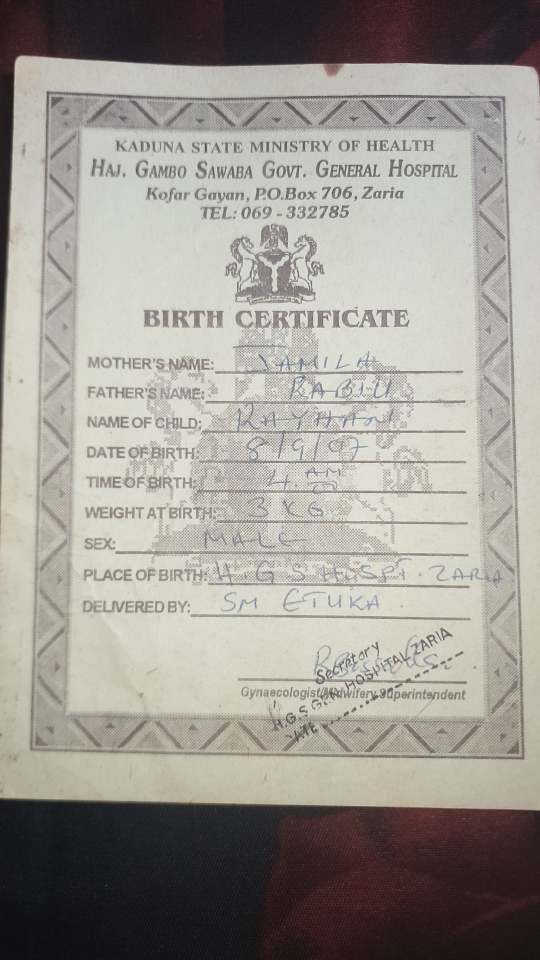 KADUNA STATE MINISTRY OF HEALTH
HAJ. GAMBO SAWABA GOVT. GENERAL HOSPITAL
Kofar Gayan, P.O.Box 706, Zaria
TEL: 069 - 332785
BIRTH CERTIFICATE
MOTHER'S NAME: JAMILA
FATHER'S NAME: RABIU
NAME OF CHILD: RAYHAN
DATE OF BIRTH: 8/9/07
TIME OF BIRTH: 4 AM
WEIGHT AT BIRTH: 3 KG
SEX: MALE
PLACE OF BIRTH: H.G S HOSPT. ZARIA
DELIVERED BY: SM ETUKA
Secretary
H.G.S. GEN. HOSPITAL ZARIA
Gynaecologist/Midwifery Superintendent